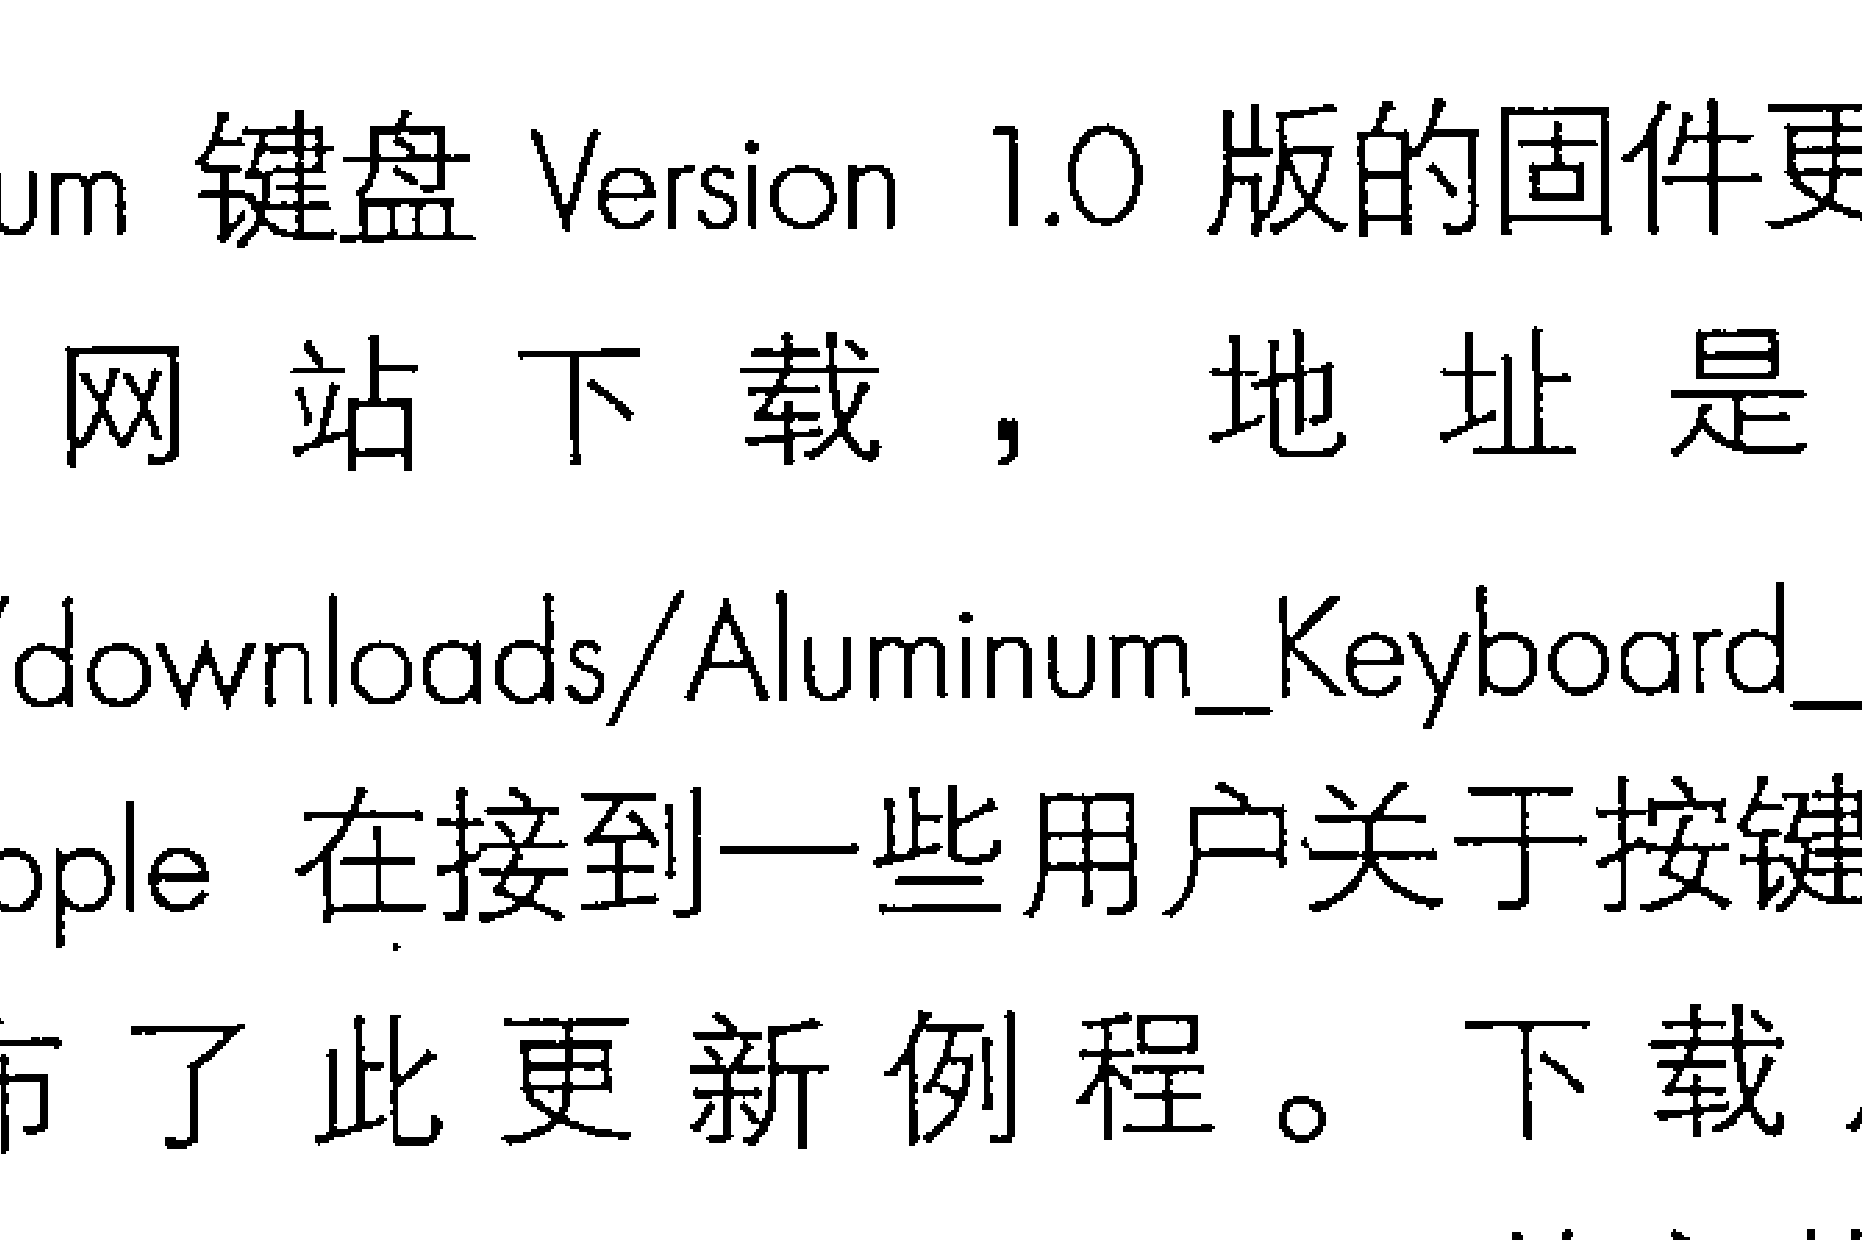 um 键盘 Version 1.0 版的固件更
网站下载，地址是
/downloads/Aluminum_Keyboard_
pple 在接到一些用户关于按键
布了此更新例程。下载